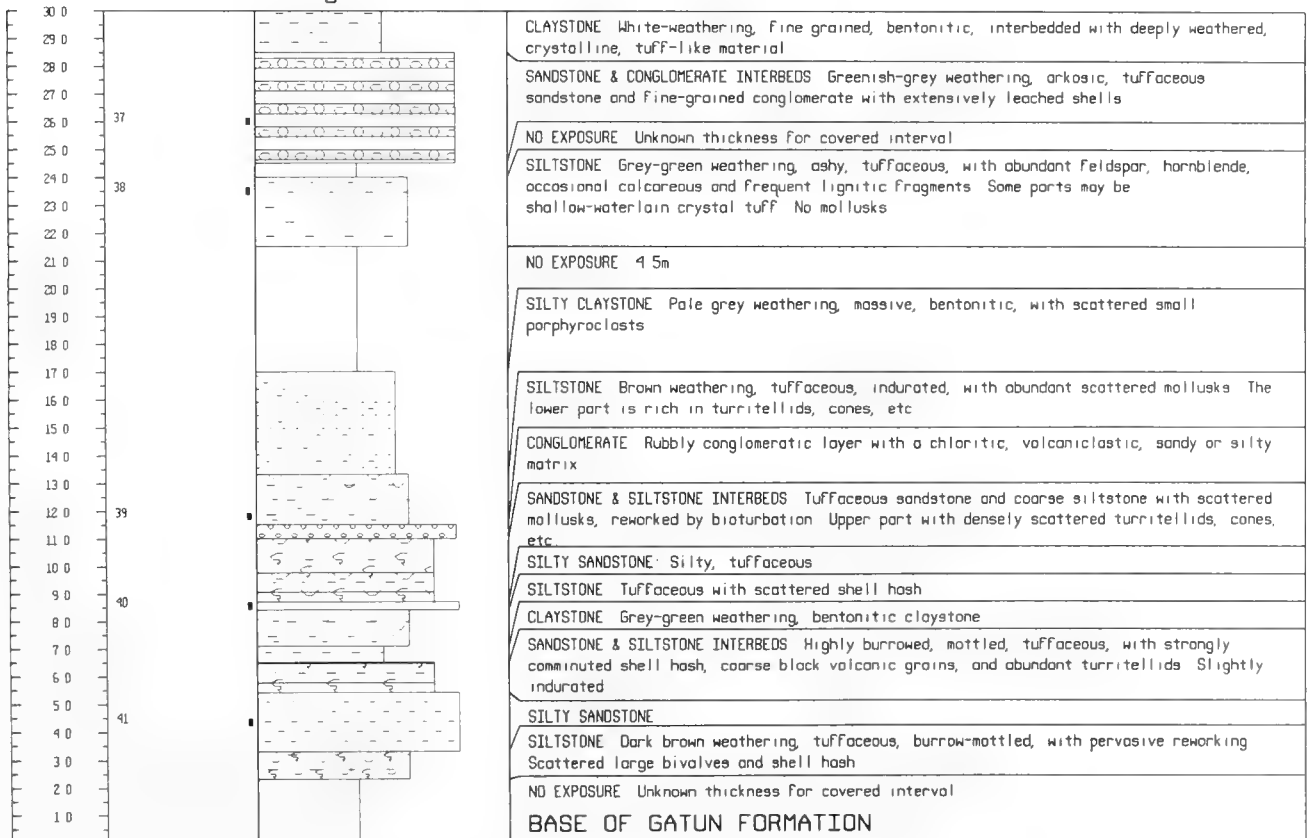 30 0
29 0
28 0
27 0
26 0
25 0
24 0
23 0
22 0
21 0
20 0
19 0
18 0
17 0
16 0
15 0
14 0
13 0
12 0
11 0
10 0
9 0
8 0
7 0
6 0
5 0
4 0
3 0
2 0
1 0
37
38
39
40
41
CLAYSTONE White-weathering, fine grained, bentonitic, interbedded with deeply weathered,
crystalline, tuff-like material
SANDSTONE & CONGLOMERATE INTERBEDS Greenish-grey weathering, arkosic, tuffaceous
sandstone and fine-grained conglomerate with extensively leached shells
NO EXPOSURE Unknown thickness for covered interval
SILTSTONE Grey-green weathering, ashy, tuffaceous, with abundant feldspar, hornblende,
occasional calcareous and frequent lignitic fragments Some parts may be
shallow-waterlain crystal tuff No mollusks
NO EXPOSURE 4 5m
SILTY CLAYSTONE Pale grey weathering, massive, bentonitic, with scattered small
porphyroclasts
SILTSTONE Brown weathering, tuffaceous, indurated, with abundant scattered mollusks The
lower part is rich in turritellids, cones, etc
CONGLOMERATE Rubbly conglomeratic layer with a chloritic, volcaniclastic, sandy or silty
matrix
SANDSTONE & SILTSTONE INTERBEDS Tuffaceous sandstone and coarse siltstone with scattered
mollusks, reworked by bioturbation Upper part with densely scattered turritellids, cones,
etc
SILTY SANDSTONE Silty, tuffaceous
SILTSTONE Tuffaceous with scattered shell hash
CLAYSTONE Grey-green weathering, bentonitic claystone
SANDSTONE & SILTSTONE INTERBEDS Highly burrowed, mottled, tuffaceous, with strongly
comminuted shell hash, coarse black volcanic grains, and abundant turritellids Slightly
indurated
SILTY SANDSTONE
SILTSTONE Dark brown weathering, tuffaceous, burrow-mottled, with pervasive reworking
Scattered large bivalves and shell hash
NO EXPOSURE Unknown thickness for covered interval
BASE OF GATUN FORMATION